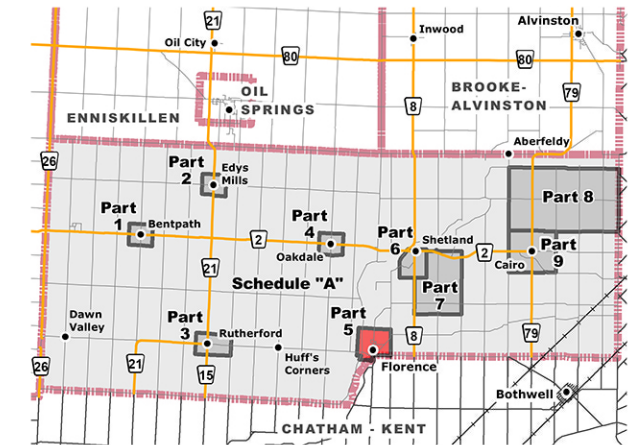 21
Inwood
Alvinston
Oil City
80
80
BROOKE-
ALVINSTON
OIL
SPRINGS
79
8
ENNISKILLEN
Aberfeldy
26
Part
2
Edys
Mills
Part 8
Part
1
Bentpath
Part
4
2
Oakdale
Part
6
Shetland
2
Part
9
Cairo
21
Schedule "A"
Part
7
Dawn
Valley
Part
3
Rutherford
Part
5
8
79
26
21
15
Huff's
Corners
Florence
Bothwell
CHATHAM - KENT